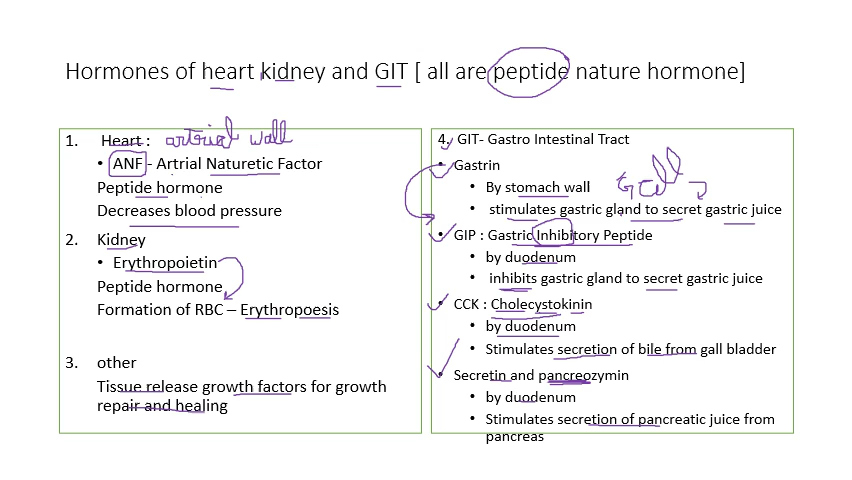 Hormones of heart kidney and GIT [ all are peptide nature hormone]
1. Heart : artrial wall
• ANF - Artrial Naturetic Factor
Peptide hormone
Decreases blood pressure
2. Kidney
• Erythropoietin
Peptide hormone
Formation of RBC – Erythropoesis
3. other
Tissue release growth factors for growth
repair and healing
4. GIT- Gastro Intestinal Tract
• Gastrin
• By stomach wall
• stimulates gastric gland to secret gastric juice
• GIP : Gastric Inhibitory Peptide
• by duodenum
• inhibits gastric gland to secret gastric juice
• CCK : Cholecystokinin
• by duodenum
• Stimulates secretion of bile from gall bladder
• Secretin and pancreozymin
• by duodenum
• Stimulates secretion of pancreatic juice from
pancreas